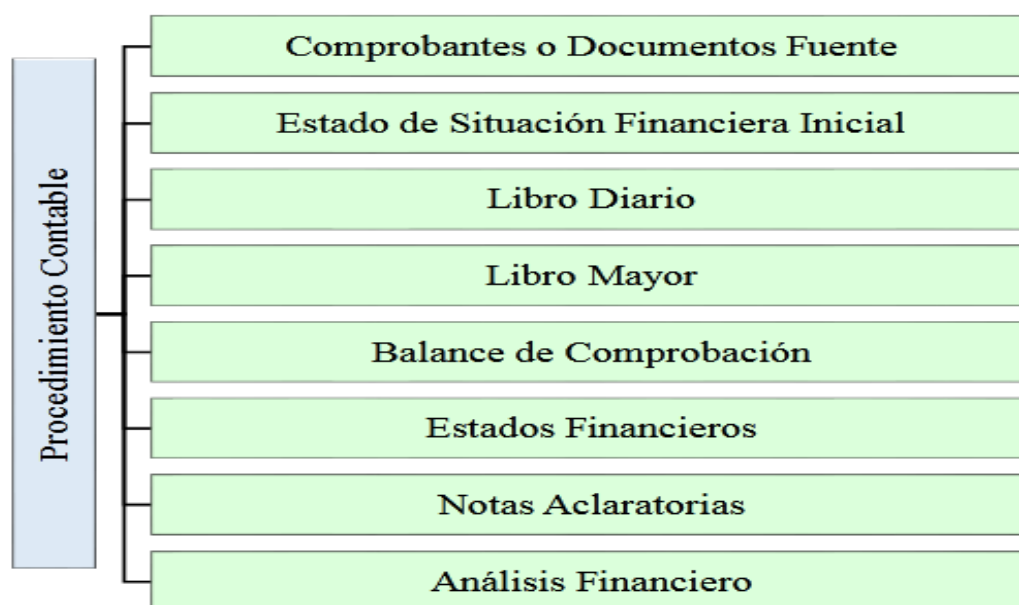 Procedimiento Contable
Comprobantes o Documentos Fuente
Estado de Situación Financiera Inicial
Libro Diario
Libro Mayor
Balance de Comprobación
Estados Financieros
Notas Aclaratorias
Análisis Financiero